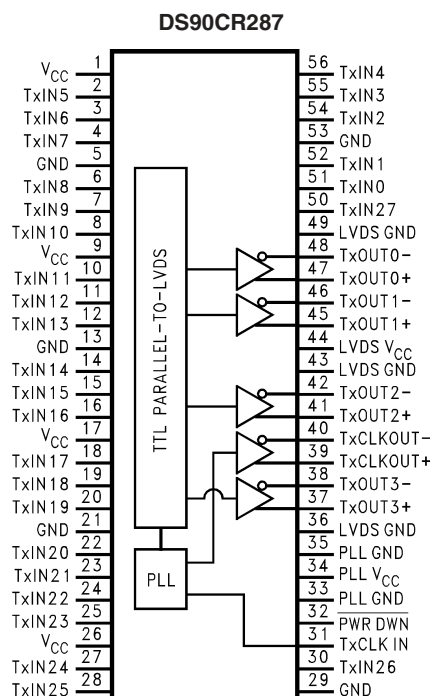 DS90CR287
VCC 1
TxIN5 2
TxIN6 3
TxIN7 4
GND 5
TxIN8 6
TxIN9 7
TxIN10 8
VCC 9
TxIN11 10
TxIN12 11
TxIN13 12
GND 13
TxIN14 14
TxIN15 15
TxIN16 16
VCC 17
TxIN17 18
TxIN18 19
TxIN19 20
GND 21
TxIN20 22
TxIN21 23
TxIN22 24
TxIN23 25
VCC 26
TxIN24 27
TxIN25 28
TTL PARALLEL-TO-LVDS
PLL
56 TxIN4
55 TxIN3
54 TxIN2
53 GND
52 TxIN1
51 TxIN0
50 TxIN27
49 LVDS GND
48 TxOUT0-
47 TxOUT0+
46 TxOUT1-
45 TxOUT1+
44 LVDS VCC
43 LVDS GND
42 TxOUT2-
41 TxOUT2+
40 TxCLKOUT-
39 TxCLKOUT+
38 TxOUT3-
37 TxOUT3+
36 LVDS GND
35 PLL GND
34 PLL VCC
33 PLL GND
32 PWR DWN
31 TxCLK IN
30 TxIN26
29 GND